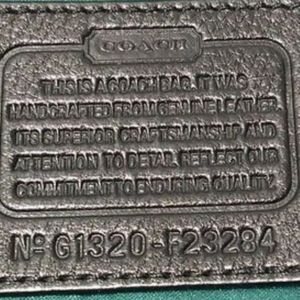 COACH
THIS IS A COACH BAG. IT WAS
HANDCRAFTED FROM GENUINE LEATHER.
ITS SUPERIOR CRAFTSMANSHIP AND
ATTENTION TO DETAIL REFLECT OUR
COMMITMENT TO ENDURING QUALITY.
Nº G1320-F23284